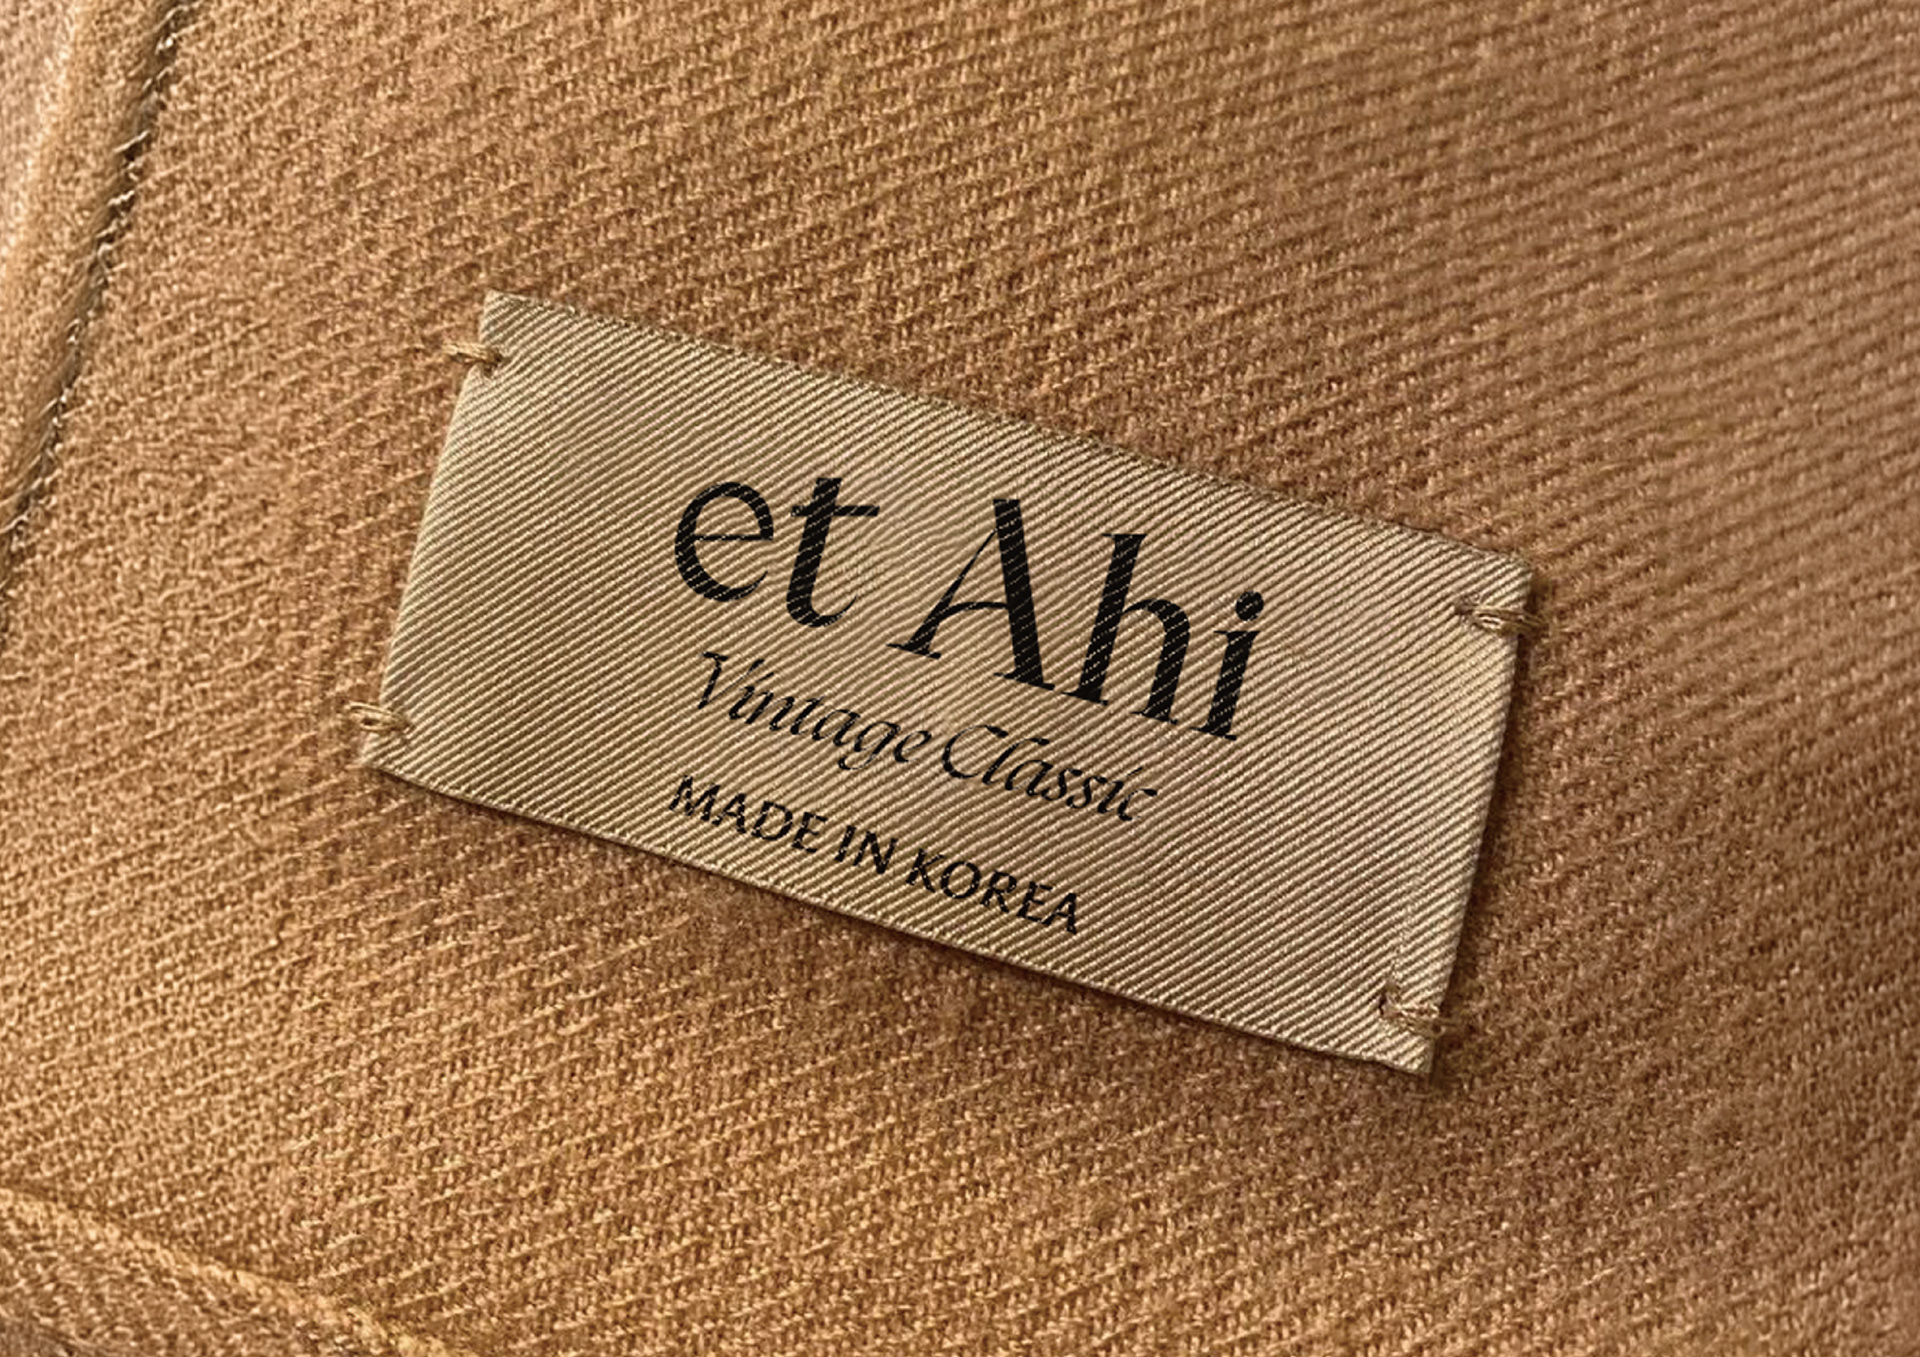 et Ahi
Vintage Classic
MADE IN KOREA